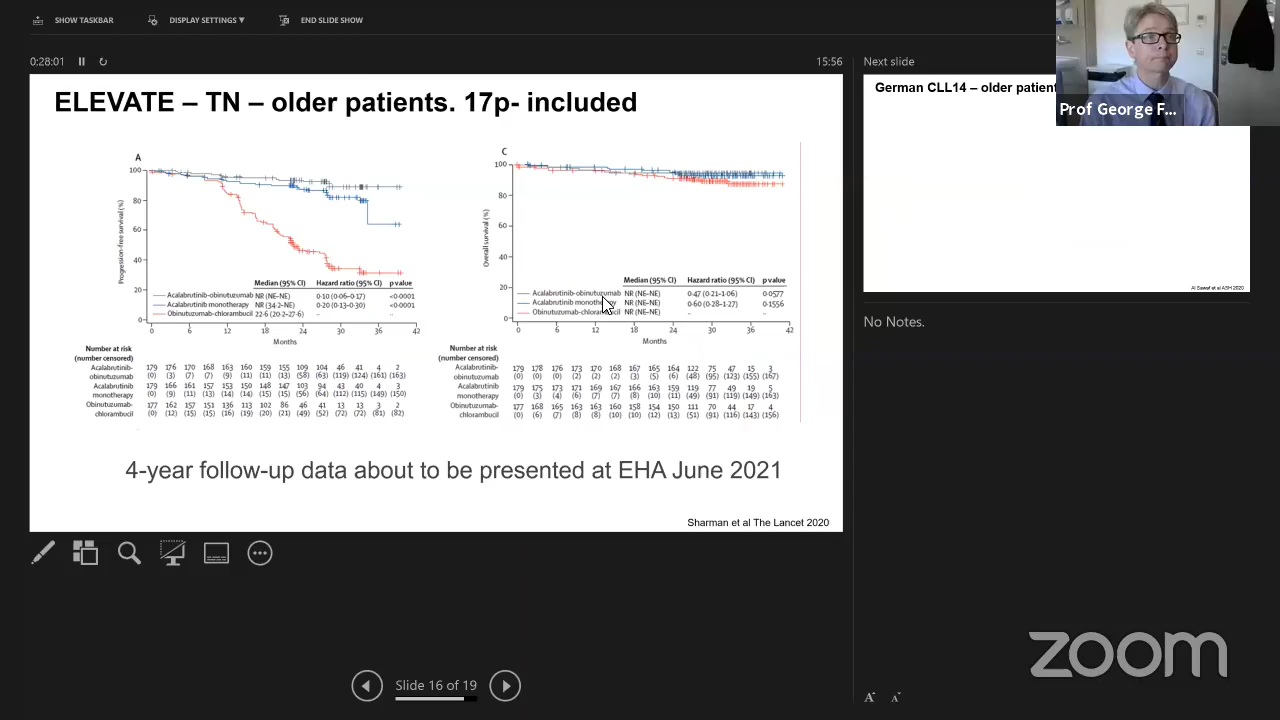 SHOW TASKBAR
DISPLAY SETTINGS ▼
END SLIDE SHOW
0:28:01
15:56
Next slide
Prof George F...
ELEVATE – TN – older patients. 17p- included
German CLL14 – older patient
A
Progression-free survival (%)
100
80
60
40
20
0
Median (95% CI) Hazard ratio (95% CI) p value
Acalabrutinib-obinutuzumab NR (NE–NE) 0·10 (0·06–0·17) <0·0001
Acalabrutinib monotherapy NR (34·2–NE) 0·20 (0·13–0·30) <0·0001
Obinutuzumab-chlorambucil 22·6 (20·2–27·6) .. ..
0 6 12 18 24 30 36 42
Months
Number at risk
(number censored)
Acalabrutinib- 179 176 170 168 163 160 159 155 109 104 46 41 4 2
obinutuzumab (0) (3) (7) (7) (9) (11) (11) (13) (58) (63) (119) (124) (161) (163)
Acalabrutinib 179 166 161 157 153 150 148 147 103 94 43 40 4 3
monotherapy (0) (9) (11) (13) (14) (14) (15) (15) (56) (64) (112) (115) (149) (150)
Obinutuzumab- 177 162 157 151 136 113 102 86 46 41 13 13 3 2
chlorambucil (0) (12) (15) (15) (16) (19) (20) (21) (49) (52) (72) (72) (81) (82)
C
Overall survival (%)
100
80
60
40
20
0
Median (95% CI) Hazard ratio (95% CI) p value
Acalabrutinib-obinutuzumab NR (NE–NE) 0·47 (0·21–1·06) 0·0577
Acalabrutinib NR (NE–NE) 0·60 (0·28–1·27) 0·1556
NR (NE–NE) .. ..
0 6 12 18 24 30 36 42
Months
Number at risk
(number censored)
Acalabrutinib- 179 178 176 173 170 168 167 165 164 122 75 47 15 3
obinutuzumab (0) (0) (0) (2) (2) (2) (3) (5) (6) (48) (95) (123) (155) (167)
Acalabrutinib 179 175 173 171 169 167 166 163 159 119 77 49 19 5
monotherapy (0) (3) (4) (6) (7) (7) (8) (10) (11) (49) (91) (119) (149) (163)
Obinutuzumab- 177 168 165 163 163 160 158 154 150 111 70 44 17 4
chlorambucil (0) (6) (7) (8) (8) (10) (10) (12) (13) (51) (91) (116) (143) (156)
4-year follow-up data about to be presented at EHA June 2021
Sharman et al The Lancet 2020
Al Sawaf et al ASH 2020
No Notes.
Slide 16 of 19
zoom
A A